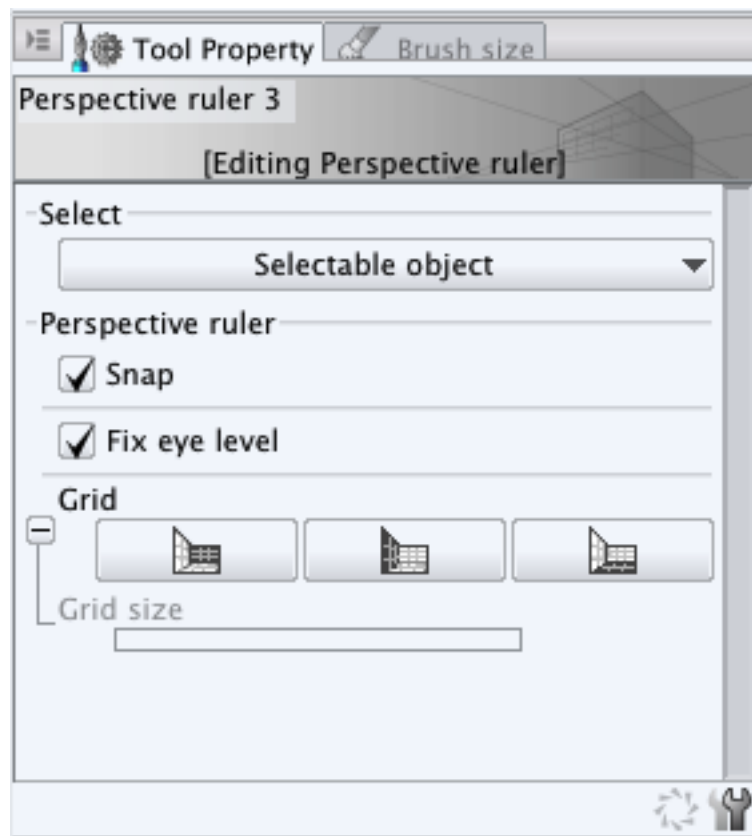 Tool Property Brush size
Perspective ruler 3
[Editing Perspective ruler]
Select
Selectable object
Perspective ruler
Snap
Fix eye level
Grid
Grid size